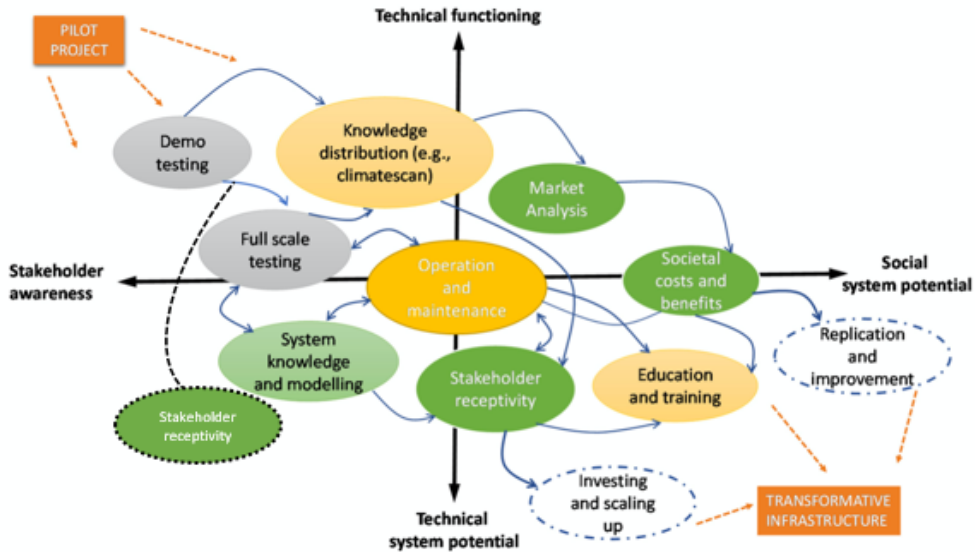 Technical functioning
PILOT
PROJECT
Demo
testing
Knowledge
distribution (e.g.,
climatescan)
Market
Analysis
Full scale
testing
Stakeholder
awareness
Operation
and
maintenance
Societal
costs and
benefits
Social
system potential
System
knowledge
and modelling
Replication
and
improvement
Stakeholder
receptivity
Education
and training
Stakeholder
receptivity
Investing
and scaling
up
TRANSFORMATIVE
INFRASTRUCTURE
Technical
system potential